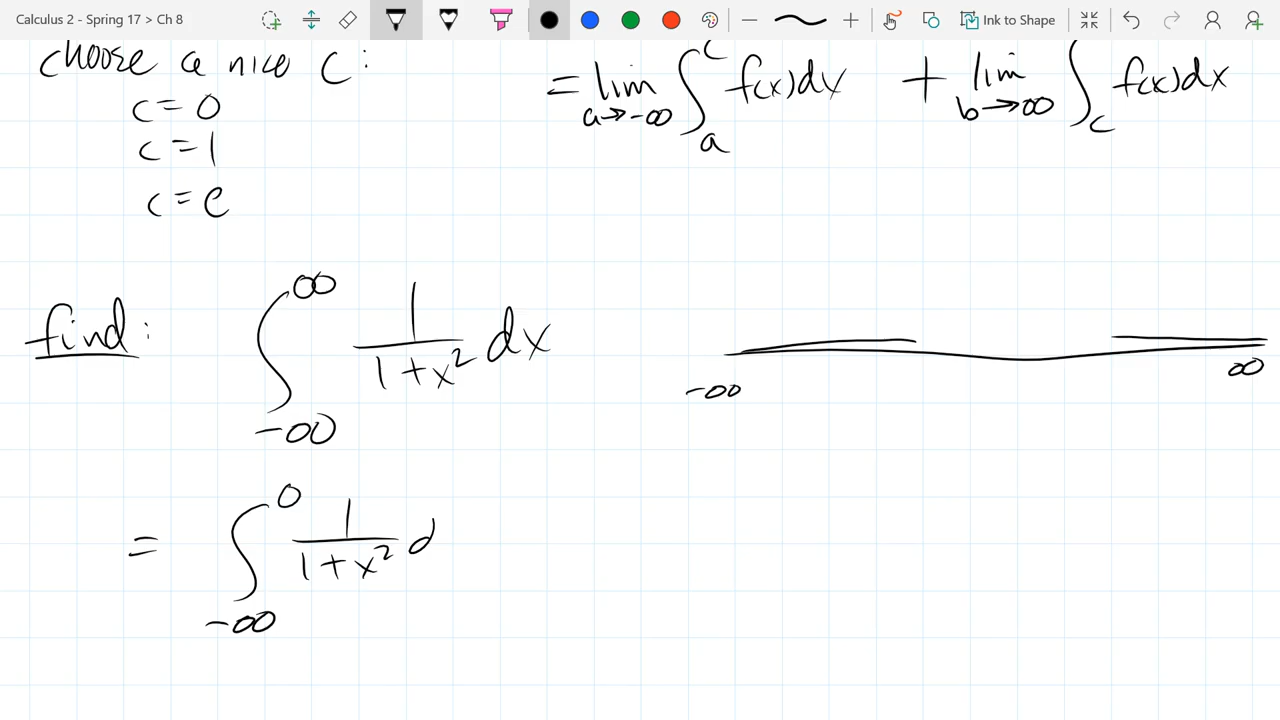 Calculus 2 - Spring 17 > Ch 8
Ink to Shape
choose a nice C:
c = 0
c = 1
c = e
= lim a→-∞ ∫_a^c f(x)dx + lim b→∞ ∫_c f(x)dx
find: ∫_{-∞}^{∞} 1/(1+x²) dx
-∞ ∞
= ∫_{-∞}^{0} 1/(1+x²) d